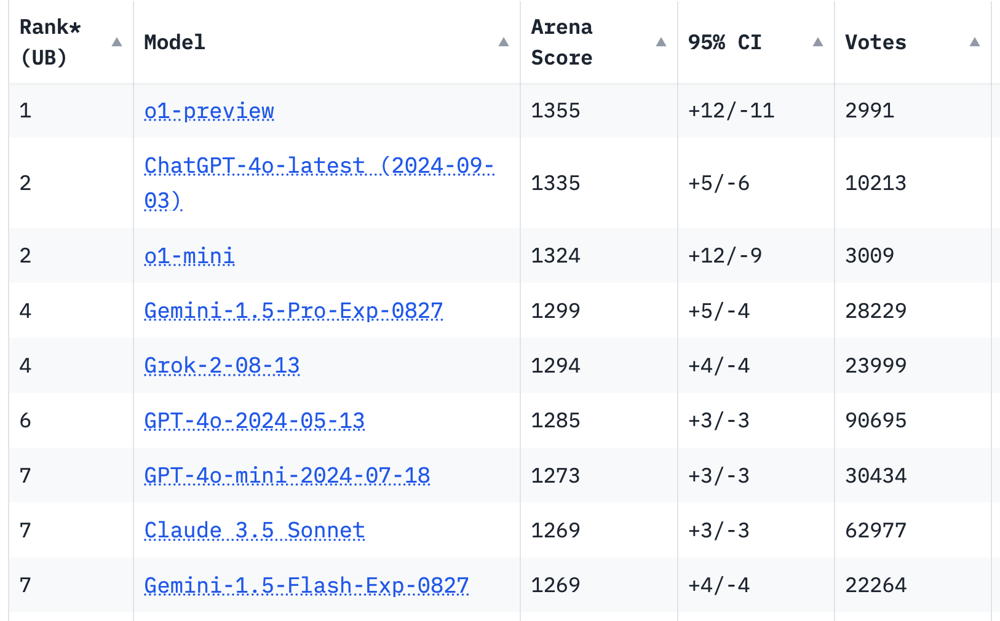 Rank* (UB) ▲ Model ▲ Arena Score ▲ 95% CI ▲ Votes ▲
1 o1-preview 1355 +12/-11 2991
2 ChatGPT-4o-latest (2024-09-03) 1335 +5/-6 10213
2 o1-mini 1324 +12/-9 3009
4 Gemini-1.5-Pro-Exp-0827 1299 +5/-4 28229
4 Grok-2-08-13 1294 +4/-4 23999
6 GPT-4o-2024-05-13 1285 +3/-3 90695
7 GPT-4o-mini-2024-07-18 1273 +3/-3 30434
7 Claude 3.5 Sonnet 1269 +3/-3 62977
7 Gemini-1.5-Flash-Exp-0827 1269 +4/-4 22264